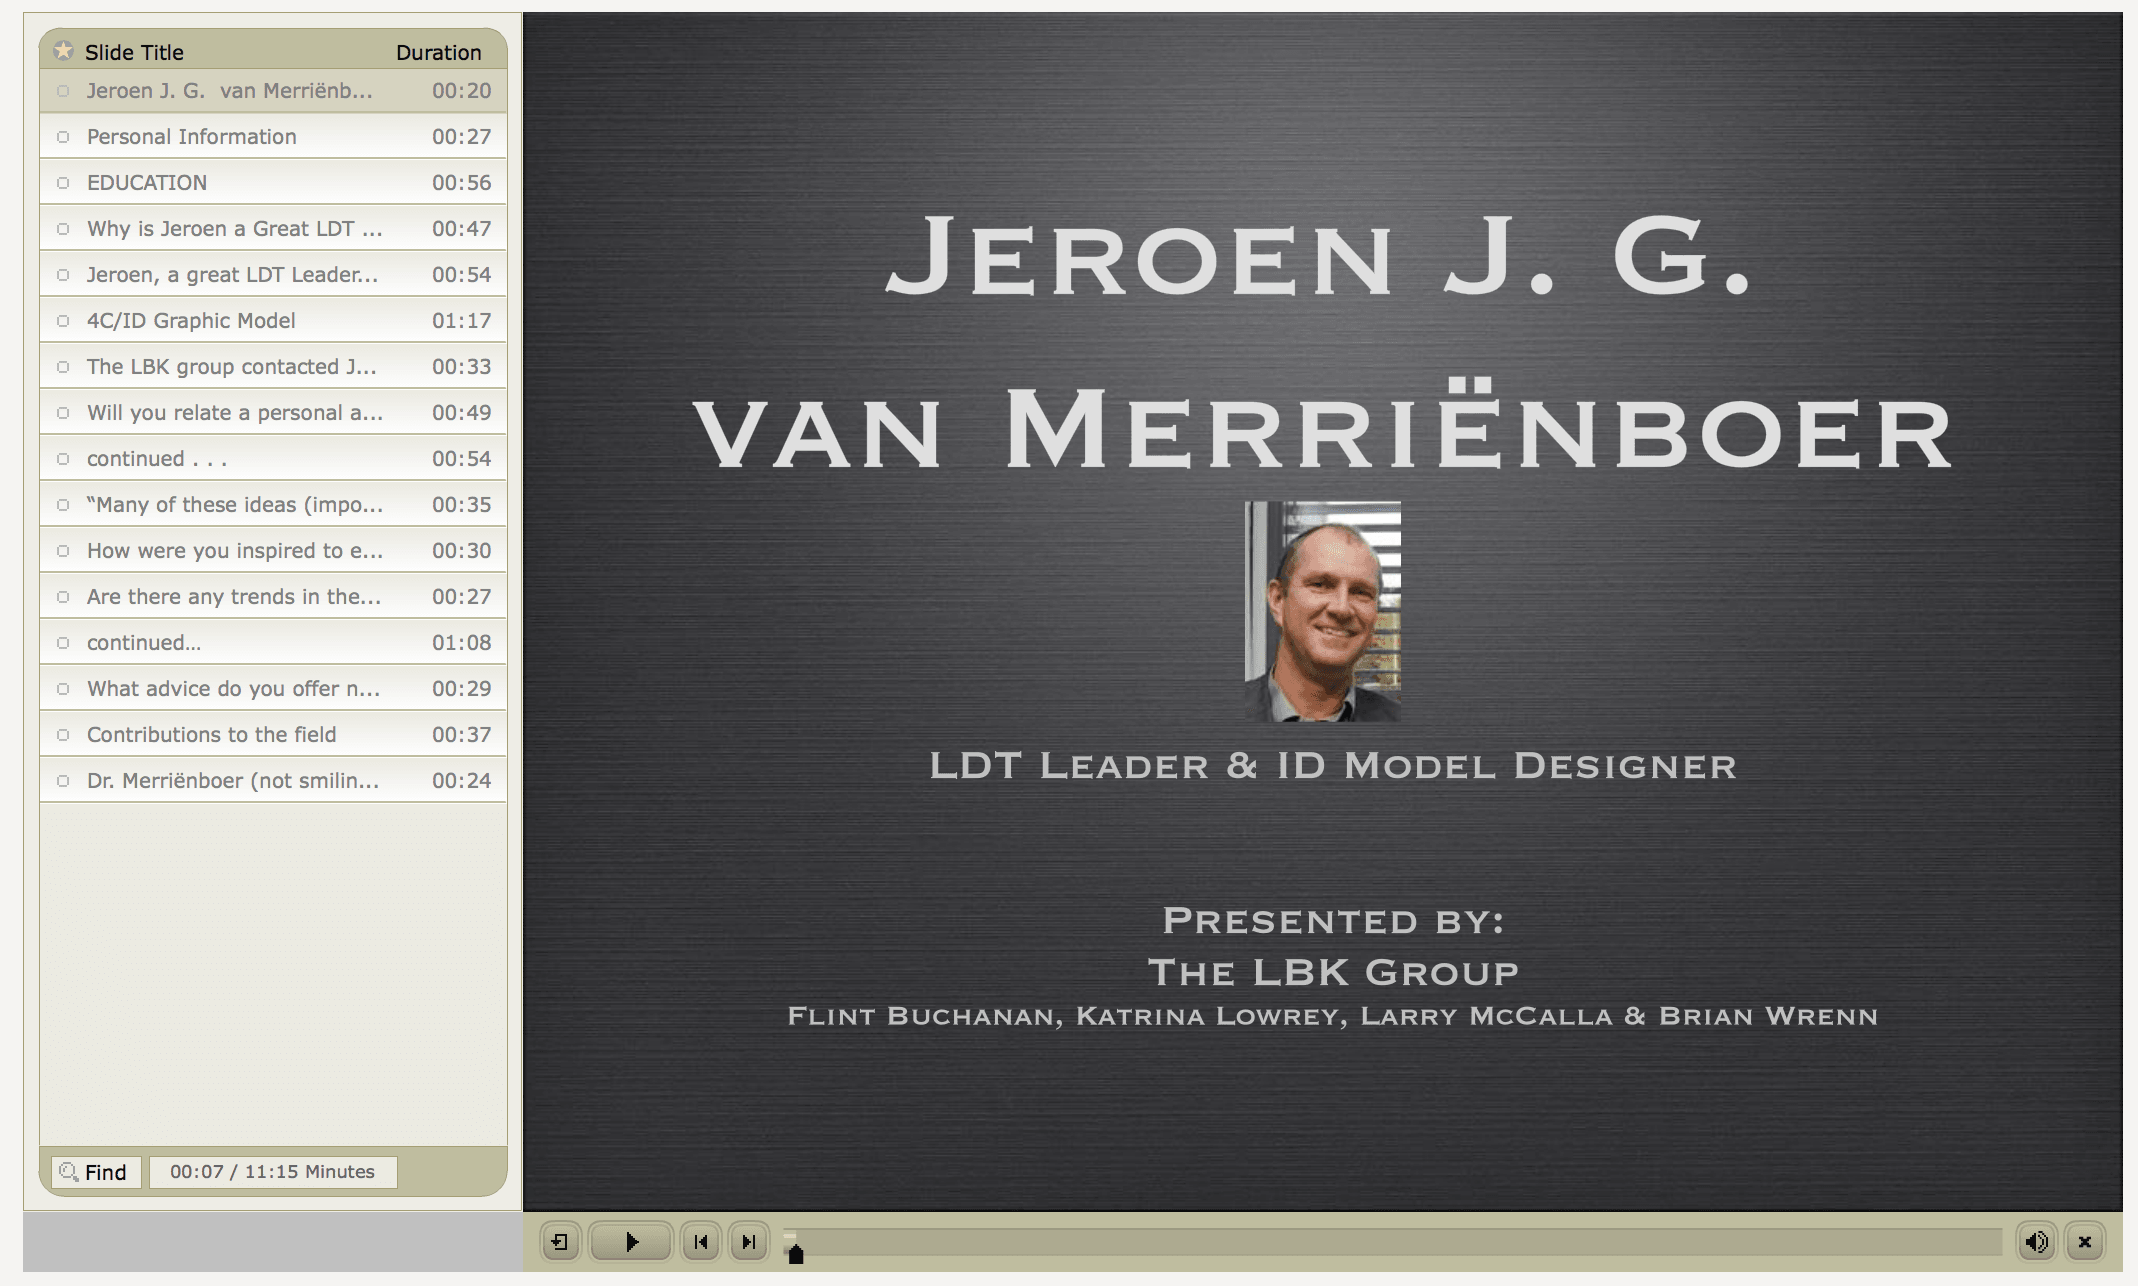 Slide Title Duration
Jeroen J. G. van Merriënb... 00:20
Personal Information 00:27
EDUCATION 00:56
Why is Jeroen a Great LDT ... 00:47
Jeroen, a great LDT Leader... 00:54
4C/ID Graphic Model 01:17
The LBK group contacted J... 00:33
Will you relate a personal a... 00:49
continued . . . 00:54
“Many of these ideas (impo... 00:35
How were you inspired to e... 00:30
Are there any trends in the... 00:27
continued... 01:08
What advice do you offer n... 00:29
Contributions to the field 00:37
Dr. Merriënboer (not smilin... 00:24
Find 00:07 / 11:15 Minutes
Jeroen J. G.
van Merriënboer
LDT Leader & ID Model Designer
Presented by:
The LBK Group
Flint Buchanan, Katrina Lowrey, Larry McCalla & Brian Wrenn